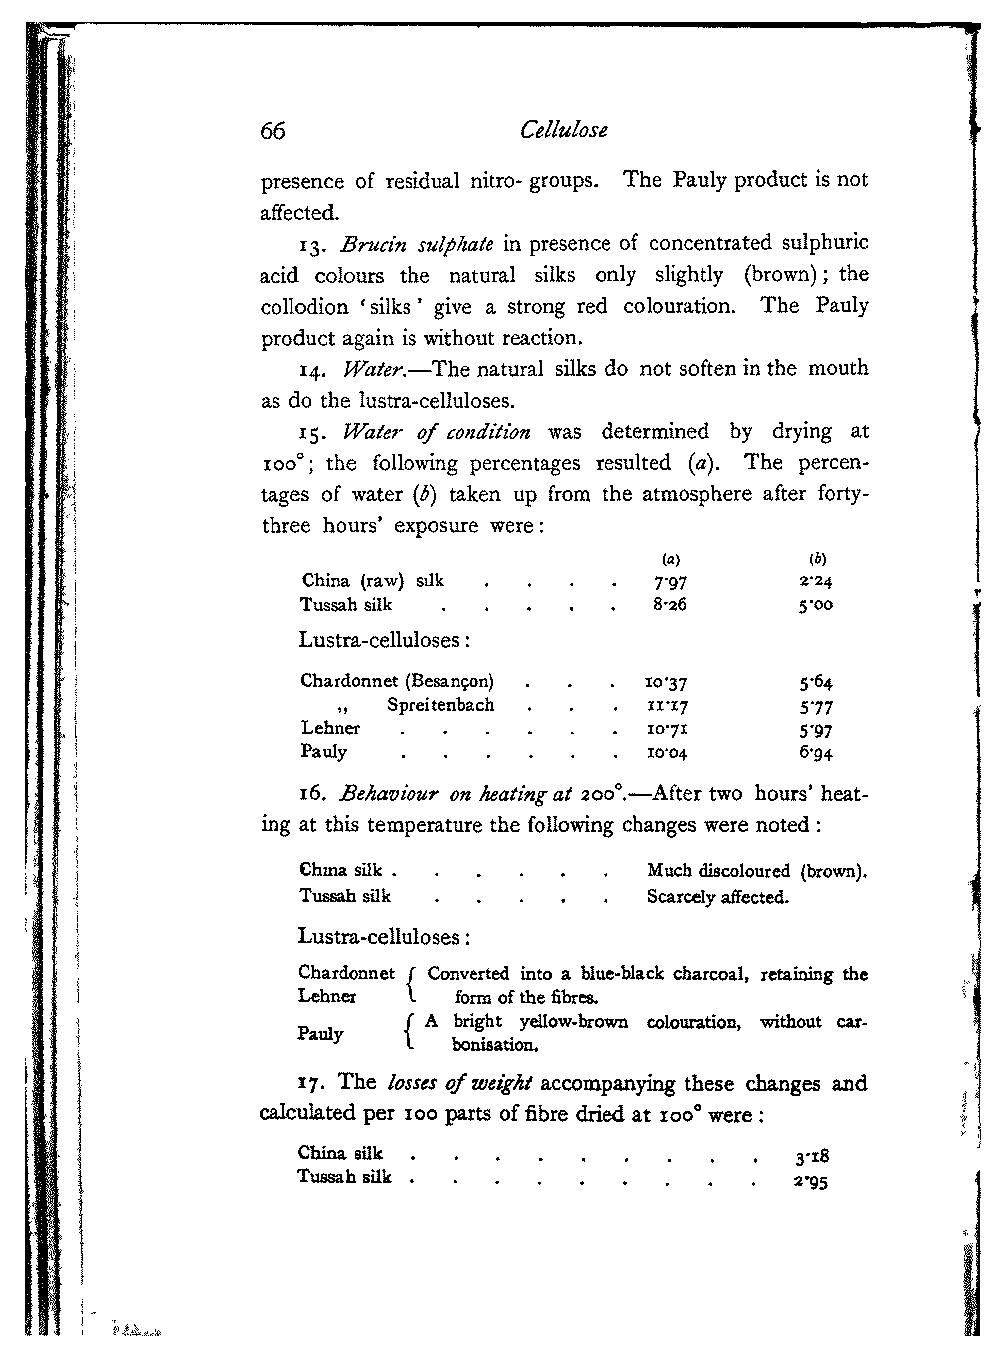 66 Cellulose
presence of residual nitro- groups. The Pauly product is not
affected.
13. Brucin sulphate in presence of concentrated sulphuric
acid colours the natural silks only slightly (brown); the
collodion ‘silks’ give a strong red colouration. The Pauly
product again is without reaction.
14. Water.—The natural silks do not soften in the mouth
as do the lustra-celluloses.
15. Water of condition was determined by drying at
100°; the following percentages resulted (a). The percen-
tages of water (b) taken up from the atmosphere after forty-
three hours’ exposure were:
(a) (b)
China (raw) silk . . . . 7·97 2·24
Tussah silk . . . . . 8·26 5·00
Lustra-celluloses:
Chardonnet (Besançon) . . . 10·37 5·64
„ Spreitenbach . . . 11·17 5·77
Lehner . . . . . . 10·71 5·97
Pauly . . . . . . 10·04 6·94
16. Behaviour on heating at 200°.—After two hours’ heat-
ing at this temperature the following changes were noted:
China silk . . . . . . Much discoloured (brown).
Tussah silk . . . . . Scarcely affected.
Lustra-celluloses:
Chardonnet { Converted into a blue-black charcoal, retaining the
Lehner form of the fibres.
Pauly { A bright yellow-brown colouration, without car-
bonisation.
17. The losses of weight accompanying these changes and
calculated per 100 parts of fibre dried at 100° were:
China silk . . . . . . . . . 3·18
Tussah silk . . . . . . . . . 2·95